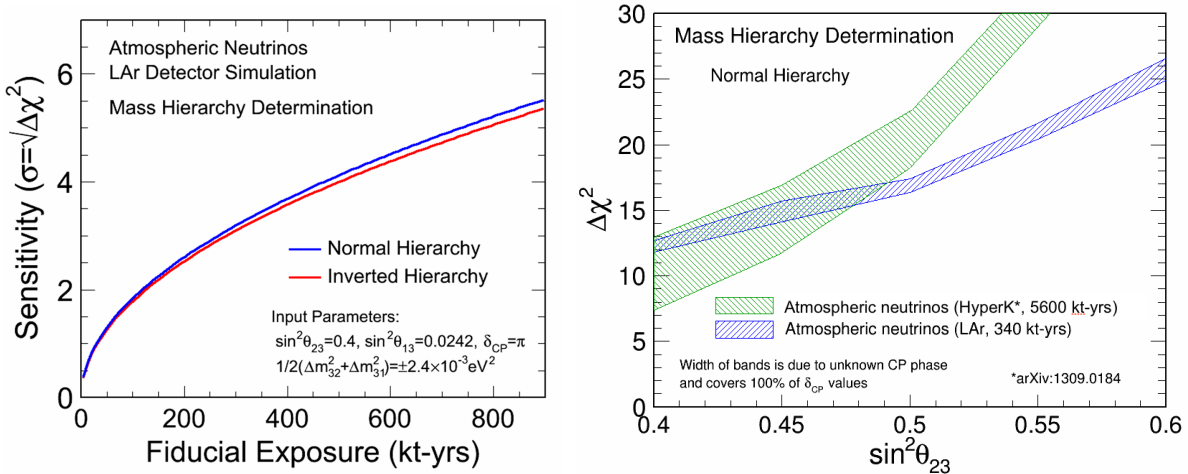 Atmospheric Neutrinos
LAr Detector Simulation
Mass Hierarchy Determination
Sensitivity (σ=√Δχ²)
6
4
2
0
Normal Hierarchy
Inverted Hierarchy
Input Parameters:
sin²θ₂₃=0.4, sin²θ₁₃=0.0242, δ_CP=π
1/2(Δm²₃₂+Δm²₃₁)=±2.4×10⁻³eV²
0 200 400 600 800
Fiducial Exposure (kt-yrs)
Mass Hierarchy Determination
Normal Hierarchy
Δχ²
30
25
20
15
10
5
0
Atmospheric neutrinos (HyperK*, 5600 kt-yrs)
Atmospheric neutrinos (LAr, 340 kt-yrs)
Width of bands is due to unknown CP phase
and covers 100% of δ_CP values
*arXiv:1309.0184
0.4 0.45 0.5 0.55 0.6
sin²θ₂₃